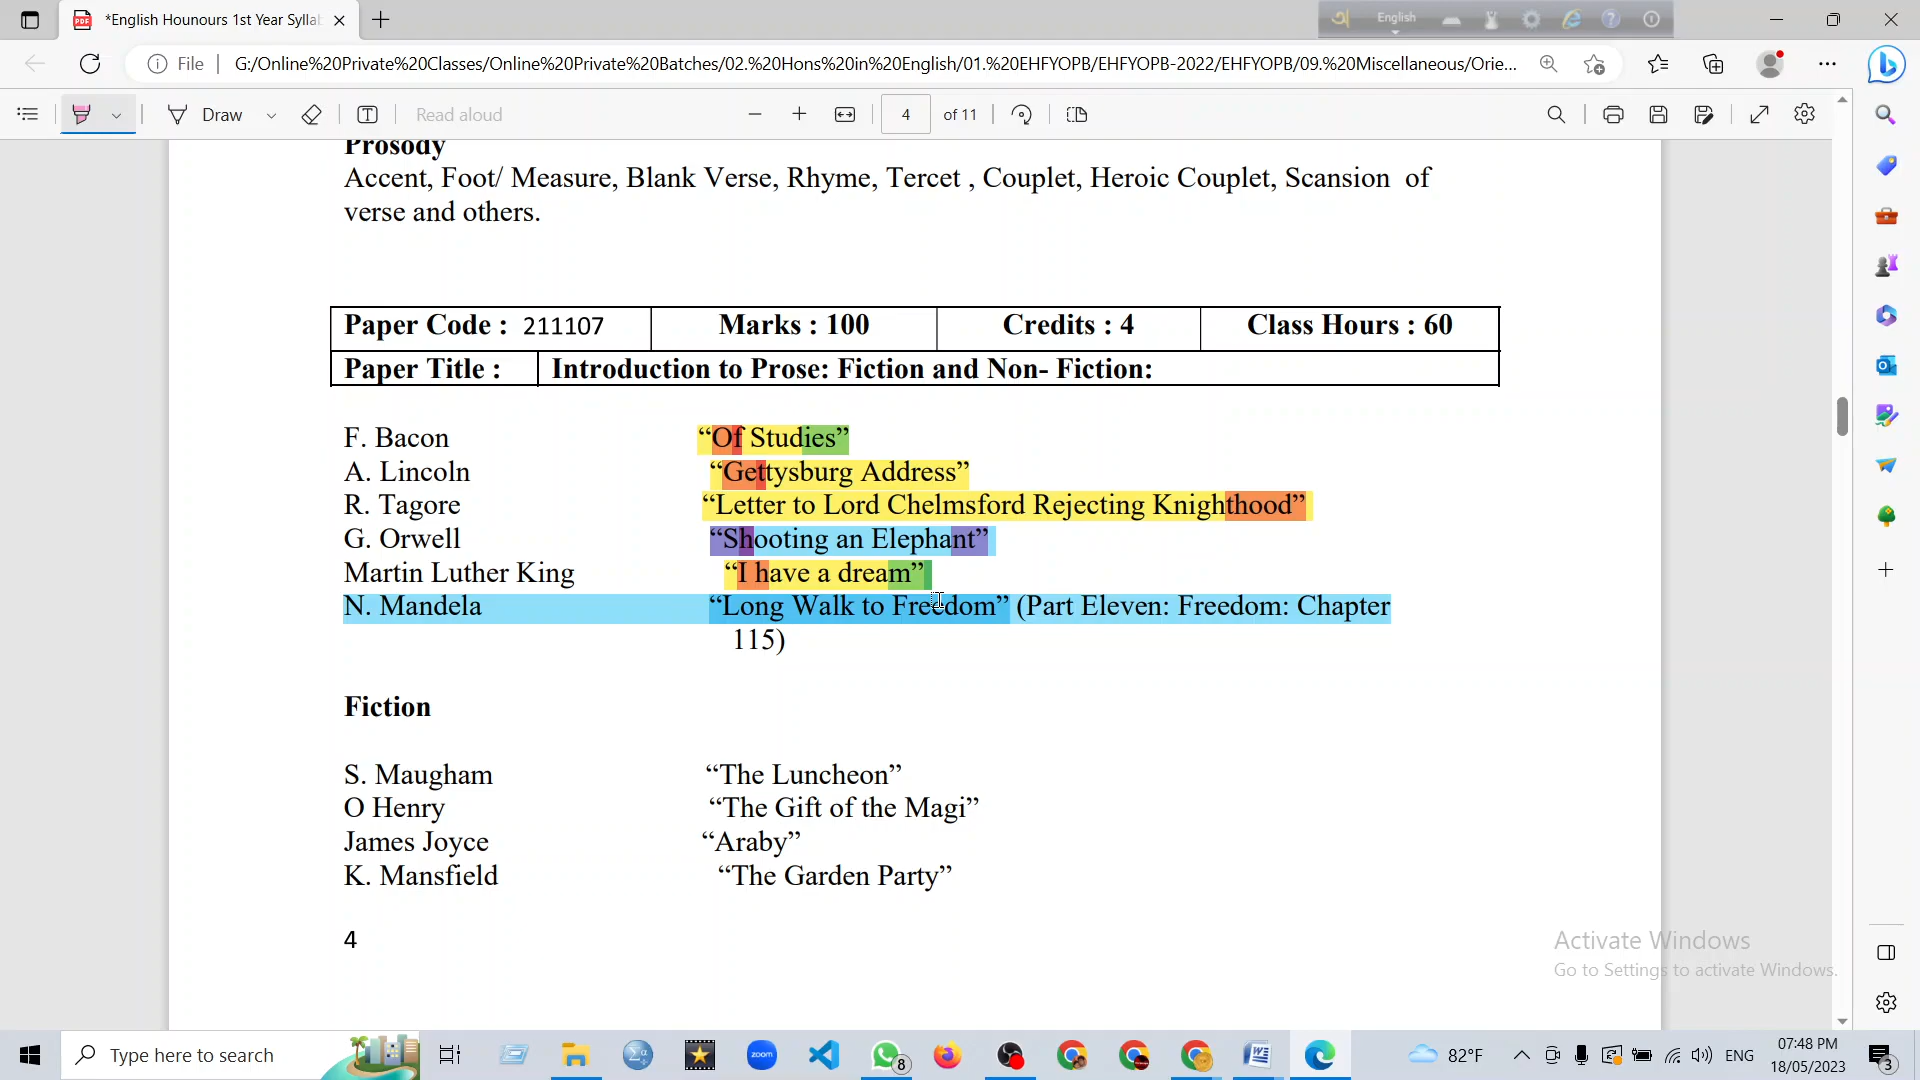 *English Hounours 1st Year Sylla
English
File
G:/Online%20Private%20Classes/Online%20Private%20Batches/02.%20Hons%20in%20English/01.%20EHFYOPB/EHFYOPB-2022/EHFYOPB/09.%20Miscellaneous/Orie...
Draw
Read aloud
4 of 11
Prosody
Accent, Foot/ Measure, Blank Verse, Rhyme, Tercet , Couplet, Heroic Couplet, Scansion of
verse and others.
Paper Code : 211107 Marks : 100 Credits : 4 Class Hours : 60
Paper Title : Introduction to Prose: Fiction and Non- Fiction:
F. Bacon “Of Studies”
A. Lincoln “Gettysburg Address”
R. Tagore “Letter to Lord Chelmsford Rejecting Knighthood”
G. Orwell “Shooting an Elephant”
Martin Luther King “I have a dream”
N. Mandela “Long Walk to Freedom” (Part Eleven: Freedom: Chapter
115)
Fiction
S. Maugham “The Luncheon”
O Henry “The Gift of the Magi”
James Joyce “Araby”
K. Mansfield “The Garden Party”
4
Activate Windows
Go to Settings to activate Windows.
Type here to search
zoom
8
82°F
ENG
07:48 PM
18/05/2023
3